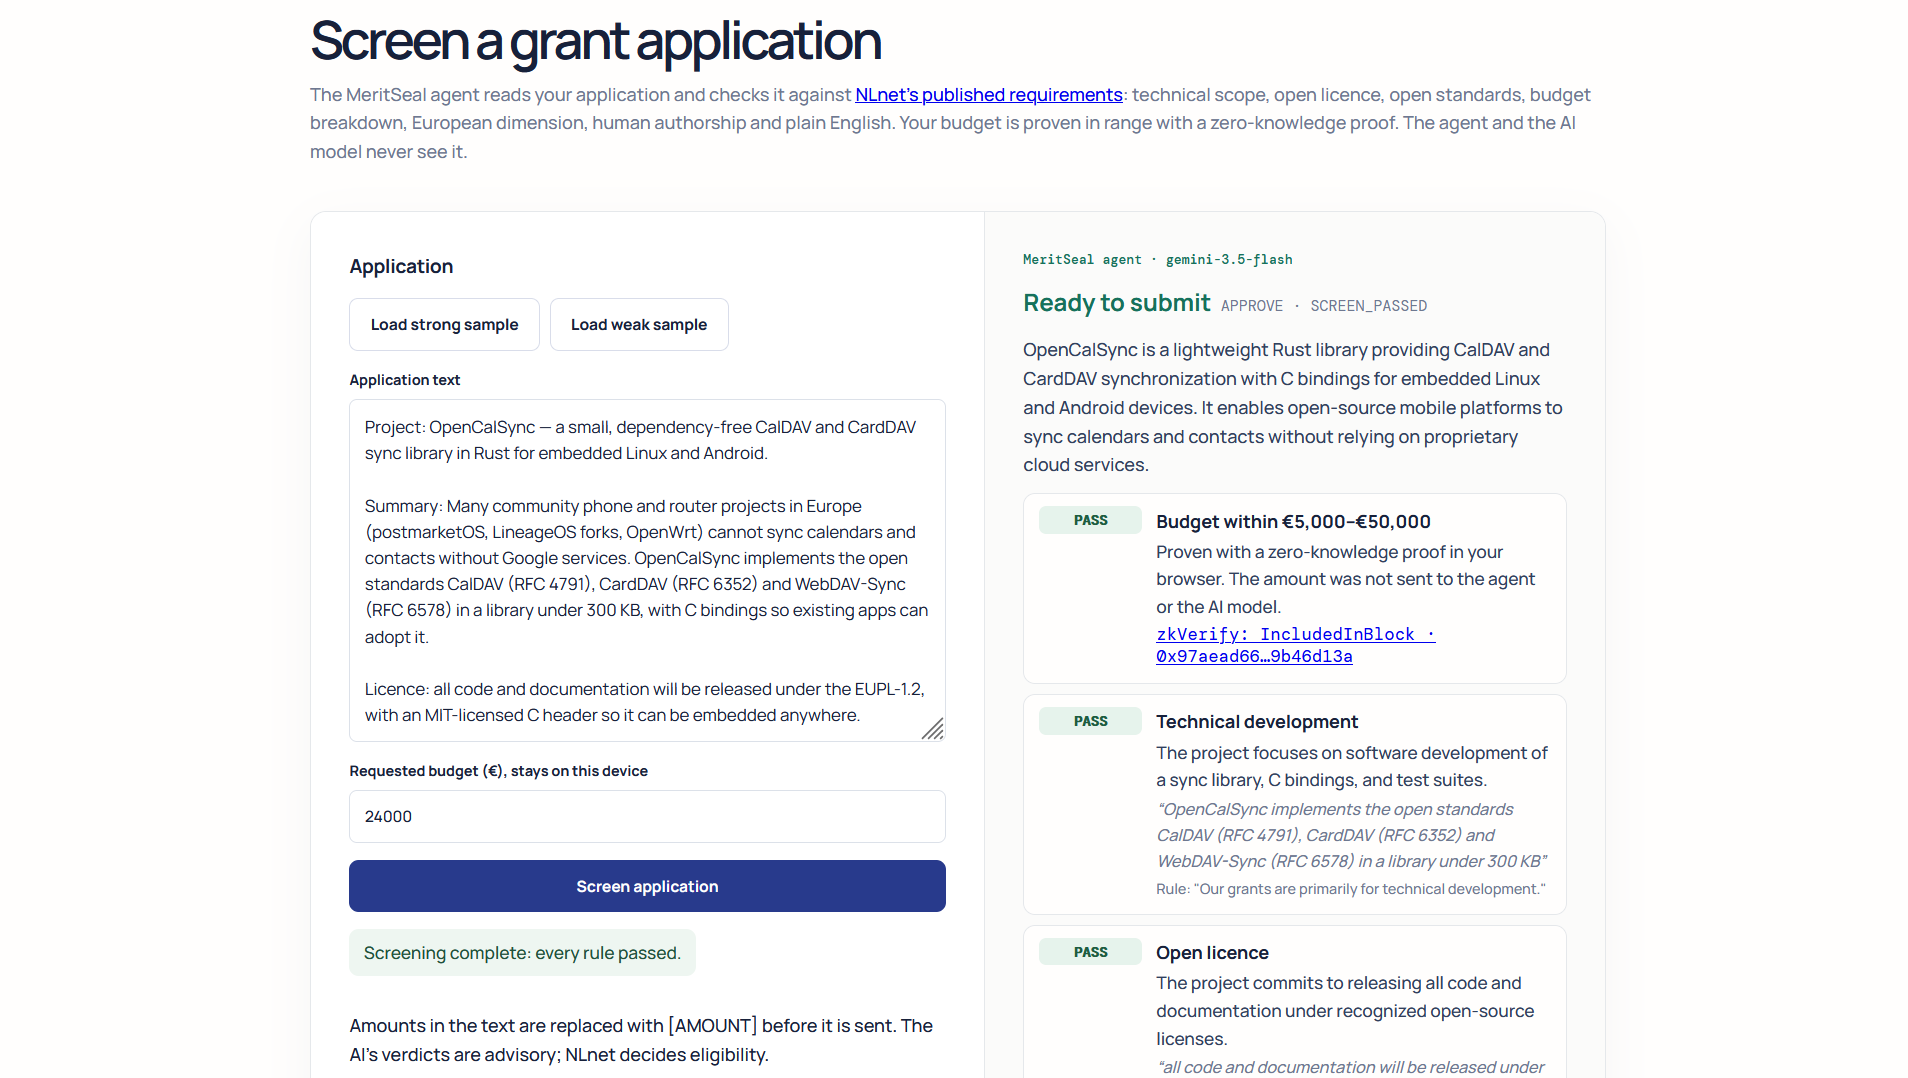 Screen a grant application
The MeritSeal agent reads your application and checks it against NLnet's published requirements: technical scope, open licence, open standards, budget
breakdown, European dimension, human authorship and plain English. Your budget is proven in range with a zero-knowledge proof. The agent and the AI
model never see it.
Application
Load strong sample
Load weak sample
Application text
Project: OpenCalSync — a small, dependency-free CalDAV and CardDAV
sync library in Rust for embedded Linux and Android.
Summary: Many community phone and router projects in Europe
(postmarketOS, LineageOS forks, OpenWrt) cannot sync calendars and
contacts without Google services. OpenCalSync implements the open
standards CalDAV (RFC 4791), CardDAV (RFC 6352) and WebDAV-Sync
(RFC 6578) in a library under 300 KB, with C bindings so existing apps can
adopt it.
Licence: all code and documentation will be released under the EUPL-1.2,
with an MIT-licensed C header so it can be embedded anywhere.
Requested budget (€), stays on this device
24000
Screen application
Screening complete: every rule passed.
Amounts in the text are replaced with [AMOUNT] before it is sent. The
AI's verdicts are advisory; NLnet decides eligibility.
MeritSeal agent · gemini-3.5-flash
Ready to submit APPROVE · SCREEN_PASSED
OpenCalSync is a lightweight Rust library providing CalDAV and
CardDAV synchronization with C bindings for embedded Linux
and Android devices. It enables open-source mobile platforms to
sync calendars and contacts without relying on proprietary
cloud services.
PASS
Budget within €5,000–€50,000
Proven with a zero-knowledge proof in your
browser. The amount was not sent to the agent
or the AI model.
zkVerify: IncludedInBlock ·
0x97aead66…9b46d13a
PASS
Technical development
The project focuses on software development of
a sync library, C bindings, and test suites.
“OpenCalSync implements the open standards
CalDAV (RFC 4791), CardDAV (RFC 6352) and
WebDAV-Sync (RFC 6578) in a library under 300 KB”
Rule: "Our grants are primarily for technical development."
PASS
Open licence
The project commits to releasing all code and
documentation under recognized open-source
licenses.
“all code and documentation will be released under